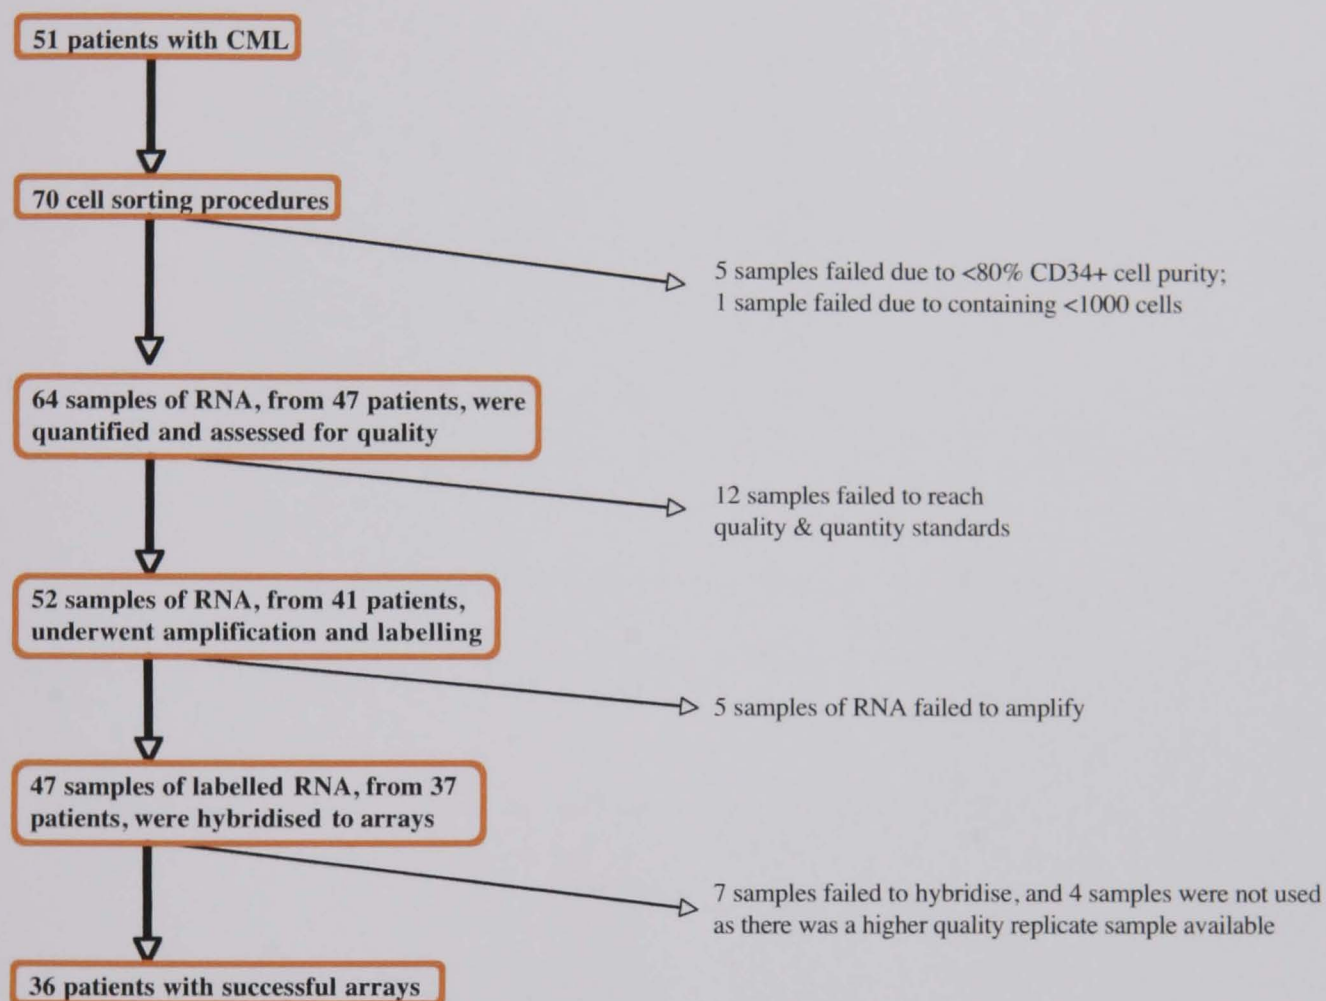 51 patients with CML
70 cell sorting procedures
5 samples failed due to <80% CD34+ cell purity;
1 sample failed due to containing <1000 cells
64 samples of RNA, from 47 patients, were
quantified and assessed for quality
12 samples failed to reach
quality & quantity standards
52 samples of RNA, from 41 patients,
underwent amplification and labelling
5 samples of RNA failed to amplify
47 samples of labelled RNA, from 37
patients, were hybridised to arrays
7 samples failed to hybridise, and 4 samples were not used
as there was a higher quality replicate sample available
36 patients with successful arrays